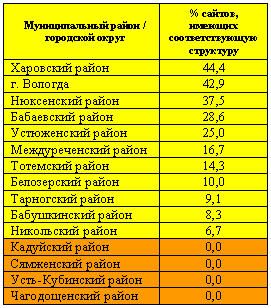 Муниципальный район / городской округ
% сайтов, имеющих соответствующую структуру
Харовский район 44,4
г. Вологда 42,9
Нюксенский район 37,5
Бабаевский район 28,6
Устюженский район 25,0
Междуреченский район 16,7
Тотемский район 14,3
Белозерский район 10,0
Тарногский район 9,1
Бабушкинский район 8,3
Никольский район 6,7
Кадуйский район 0,0
Сямженский район 0,0
Усть-Кубинский район 0,0
Чагодощенский район 0,0